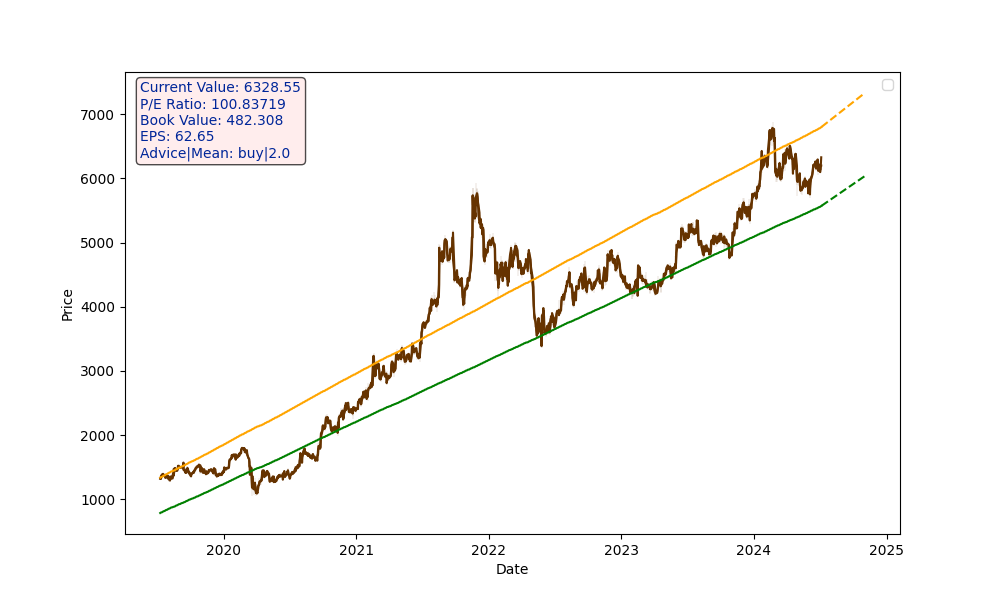 Current Value: 6328.55
P/E Ratio: 100.83719
Book Value: 482.308
EPS: 62.65
Advice|Mean: buy|2.0
7000
6000
5000
4000
3000
2000
1000
Price
2020 2021 2022 2023 2024 2025
Date